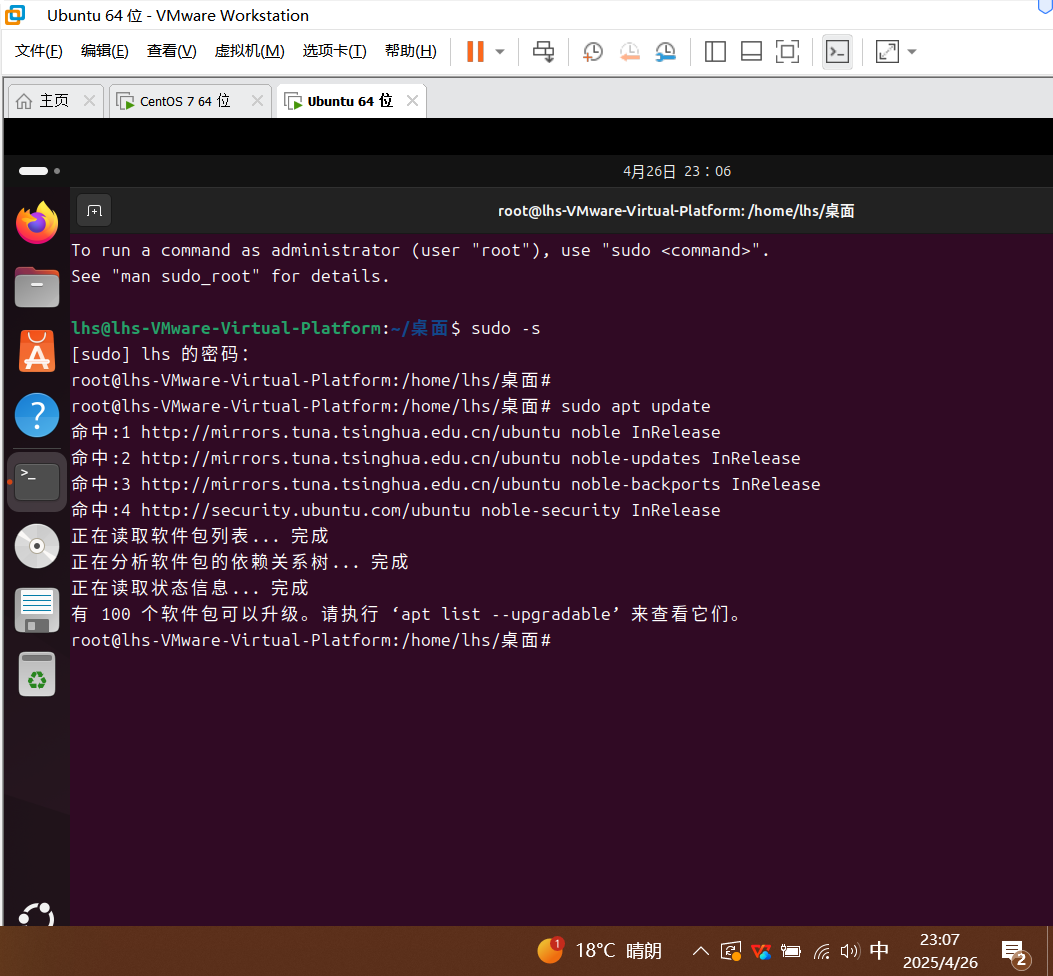 Ubuntu 64 位 - VMware Workstation
文件(F) 编辑(E) 查看(V) 虚拟机(M) 选项卡(T) 帮助(H)
主页 CentOS 7 64 位 Ubuntu 64 位
4月26日 23：06
root@lhs-VMware-Virtual-Platform: /home/lhs/桌面
To run a command as administrator (user "root"), use "sudo <command>".
See "man sudo_root" for details.
lhs@lhs-VMware-Virtual-Platform:~/桌面$ sudo -s
[sudo] lhs 的密码：
root@lhs-VMware-Virtual-Platform:/home/lhs/桌面#
root@lhs-VMware-Virtual-Platform:/home/lhs/桌面# sudo apt update
命中:1 http://mirrors.tuna.tsinghua.edu.cn/ubuntu noble InRelease
命中:2 http://mirrors.tuna.tsinghua.edu.cn/ubuntu noble-updates InRelease
命中:3 http://mirrors.tuna.tsinghua.edu.cn/ubuntu noble-backports InRelease
命中:4 http://security.ubuntu.com/ubuntu noble-security InRelease
正在读取软件包列表... 完成
正在分析软件包的依赖关系树... 完成
正在读取状态信息... 完成
有 100 个软件包可以升级。请执行 ‘apt list --upgradable’ 来查看它们。
root@lhs-VMware-Virtual-Platform:/home/lhs/桌面#
1 18°C 晴朗 中 23:07 2
2025/4/26